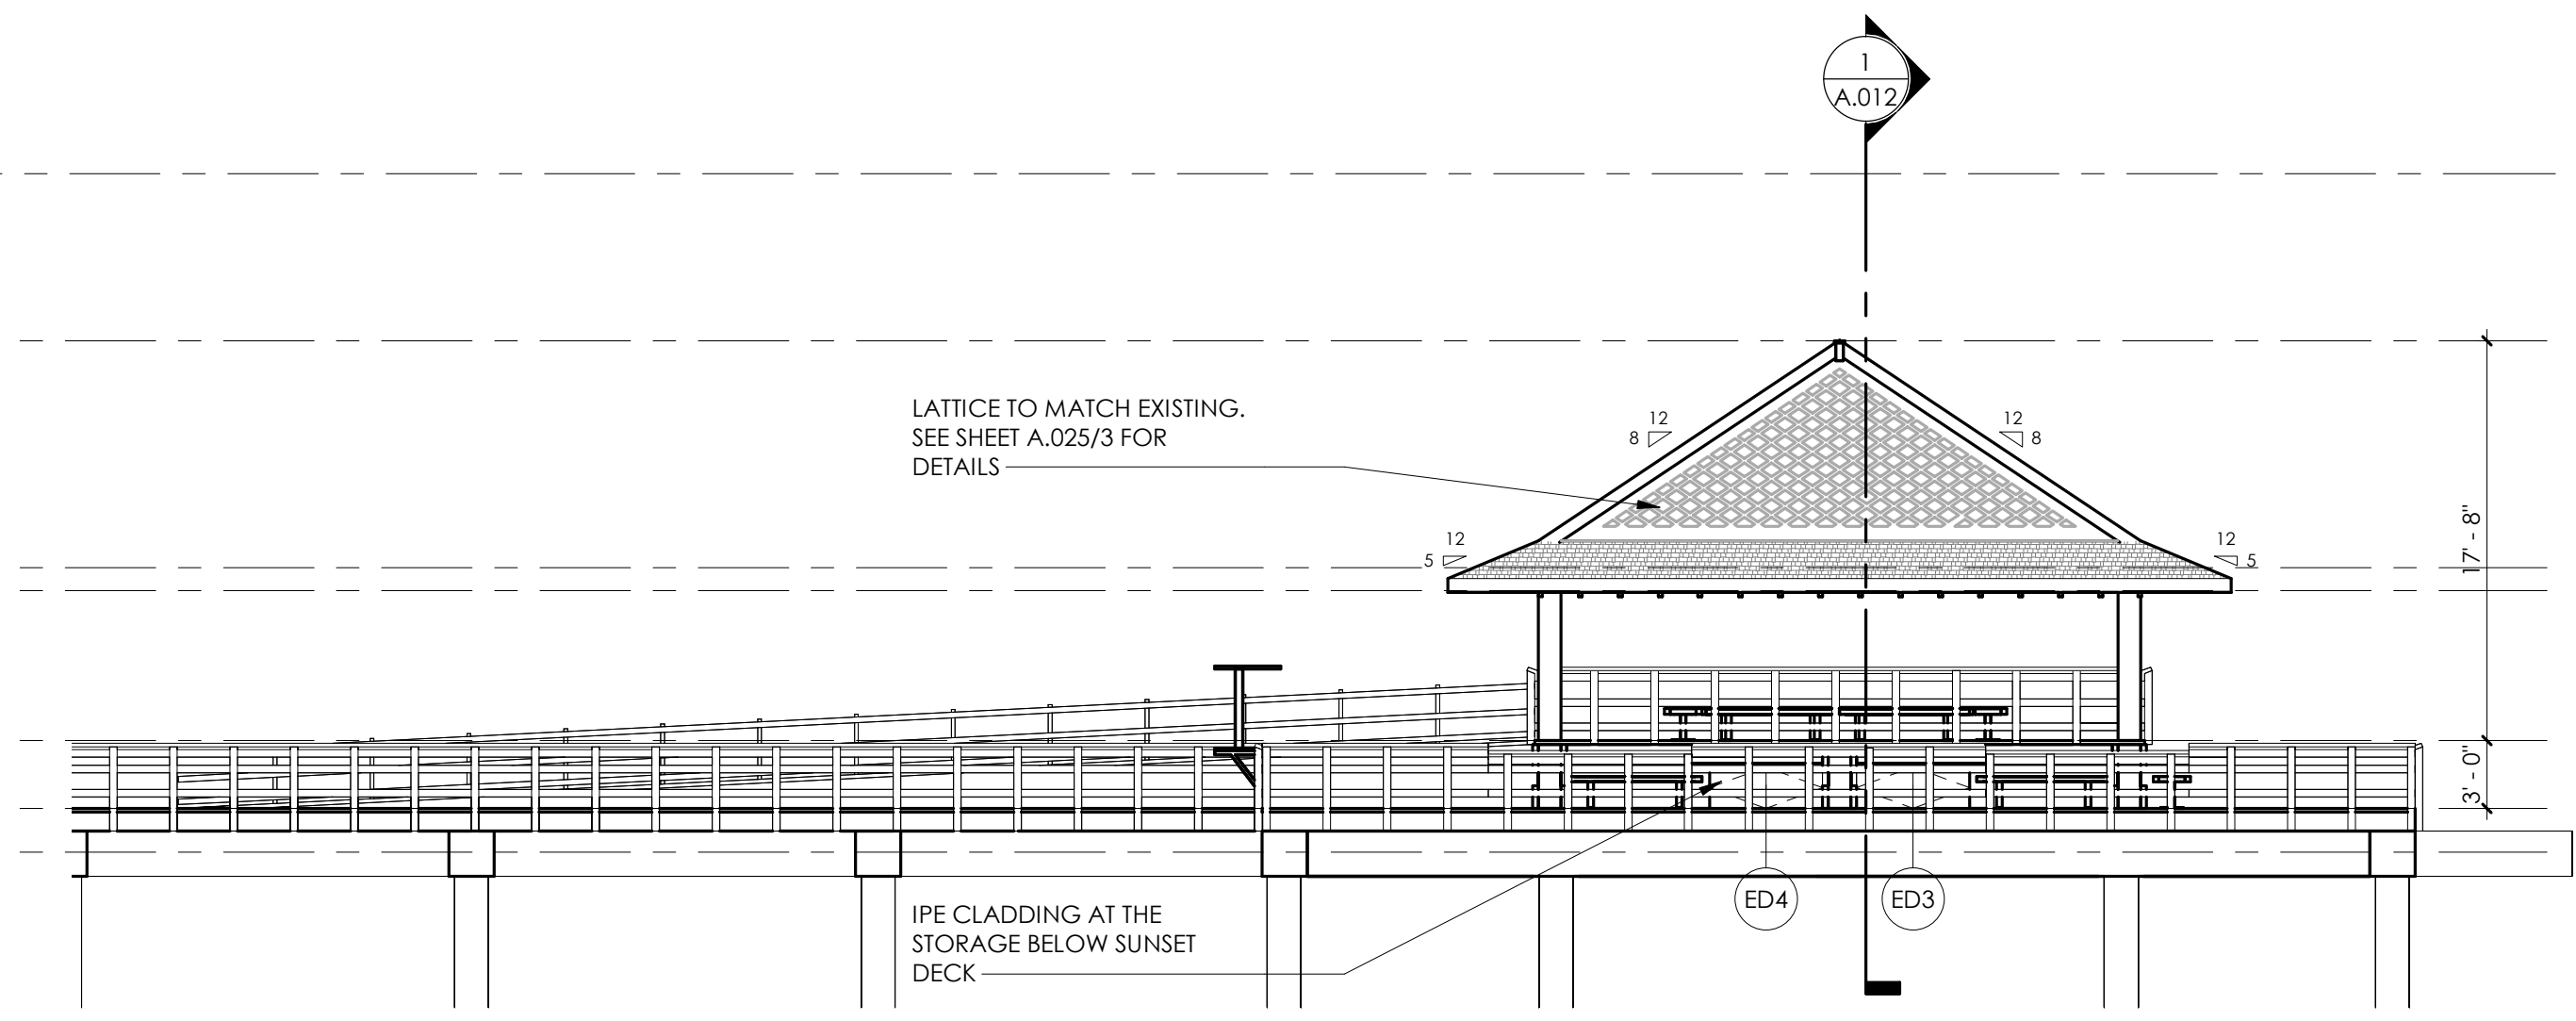 1
A.012
LATTICE TO MATCH EXISTING.
SEE SHEET A.025/3 FOR
DETAILS
12
8
12
8
12
5
12
5
17' - 8"
3' - 0"
ED4
ED3
IPE CLADDING AT THE
STORAGE BELOW SUNSET
DECK